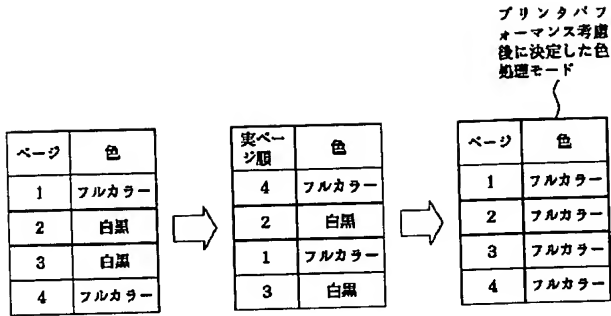 プリンタパフ
ォーマンス考慮
後に決定した色
処理モード
ページ 色
1 フルカラー
2 白黒
3 白黒
4 フルカラー
実ペー
ジ順 色
4 フルカラー
2 白黒
1 フルカラー
3 白黒
ページ 色
1 フルカラー
2 フルカラー
3 フルカラー
4 フルカラー